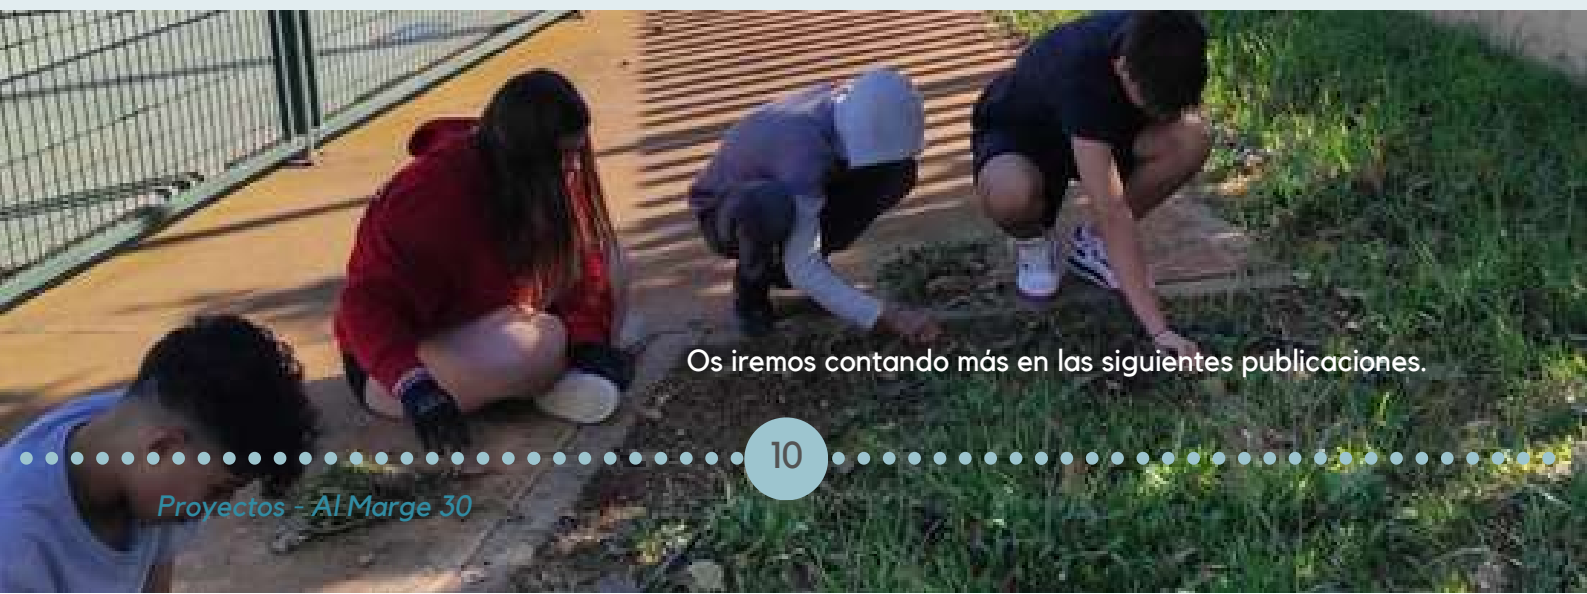 Os iremos contando más en las siguientes publicaciones.
10
Proyectos - Al Marge 30